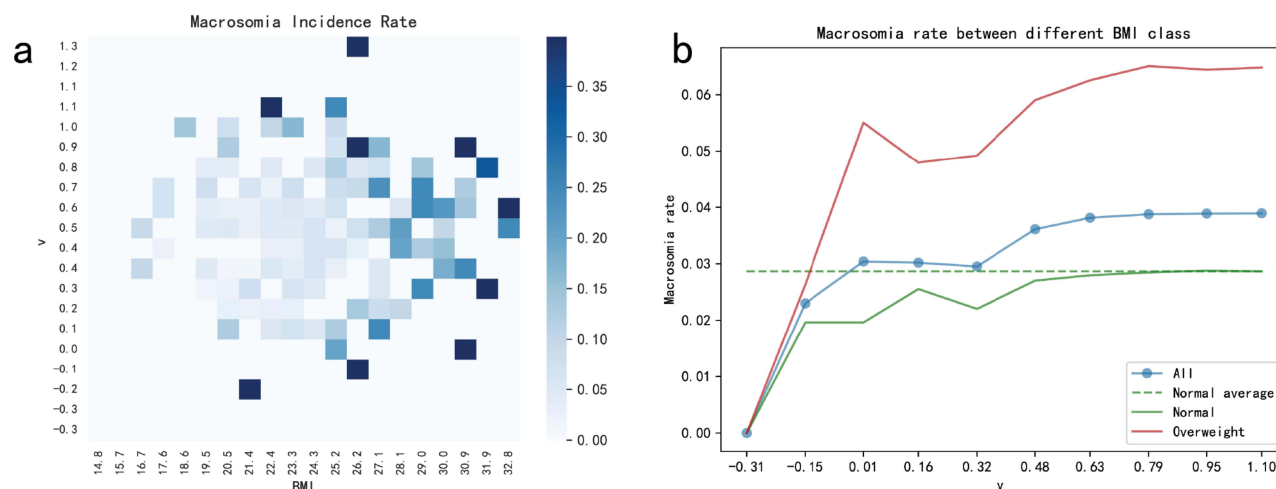 a
Macrosomia Incidence Rate
1.3
1.2
1.1
1.0
0.9
0.8
0.7
0.6
0.5
0.4
0.4
0.3
0.2
0.1
0.0
-0.1
-0.2
-0.3
-0.3
v
14.8 15.7 16.7 17.6 18.6 19.5 20.5 21.4 22.4 23.3 24.3 25.2 26.2 27.1 28.1 29.0 30.0 30.9 31.9 32.8
BMI
0.35
0.30
0.25
0.20
0.15
0.10
0.05
0.00
b
Macrosomia rate between different BMI class
Macrosomia rate
0.06
0.05
0.04
0.03
0.02
0.01
0.00
-0.31 -0.15 0.01 0.16 0.32 0.48 0.63 0.79 0.95 1.10
v
All
Normal average
Normal
Overweight